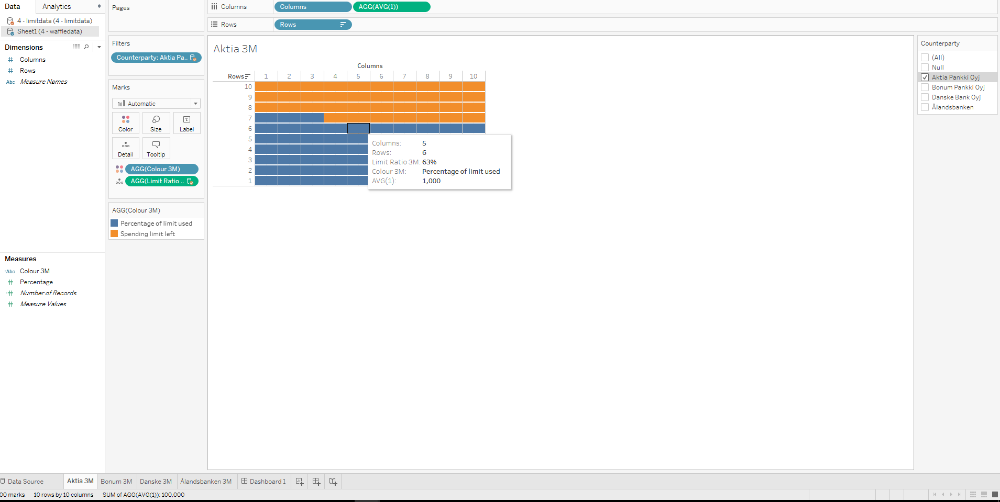 Data
Analytics
4 - limitdata (4 - limitdata)
Sheet1 (4 - waffledata)
Dimensions
Columns
Rows
Abc Measure Names
Measures
=Abc Colour 3M
Percentage
Number of Records
Measure Values
Pages
Filters
Counterparty: Aktia Pa..
Marks
Automatic
Color
Size
Label
Detail
Tooltip
AGG(Colour 3M)
AGG(Limit Ratio ..
AGG(Colour 3M)
Percentage of limit used
Spending limit left
Columns
Columns
AGG(AVG(1))
Rows
Rows
Aktia 3M
Columns
Rows 1 2 3 4 5 6 7 8 9 10
10
9
8
7
6
5
4
3
2
1
Columns: 5
Rows: 6
Limit Ratio 3M: 63%
Colour 3M: Percentage of limit used
AVG(1): 1,000
Counterparty
(All)
Null
Aktia Pankki Oyj
Bonum Pankki Oyj
Danske Bank Oyj
Ålandsbanken
Data Source
Aktia 3M
Bonum 3M
Danske 3M
Ålandsbanken 3M
Dashboard 1
00 marks 10 rows by 10 columns SUM of AGG(AVG(1)): 100,000